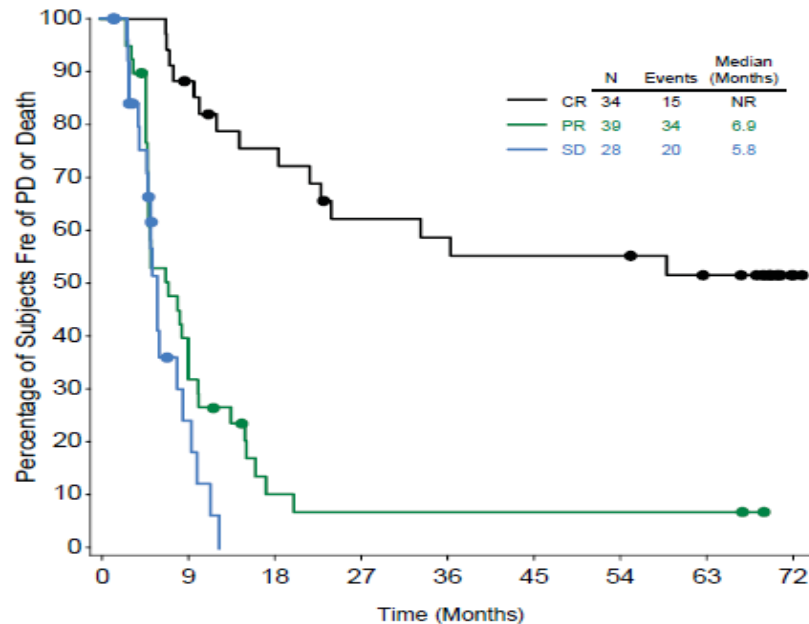 Percentage of Subjects Fre of PD or Death
100
90
80
70
60
50
40
30
20
10
0
N Events Median (Months)
CR 34 15 NR
PR 39 34 6.9
SD 28 20 5.8
0 9 18 27 36 45 54 63 72
Time (Months)